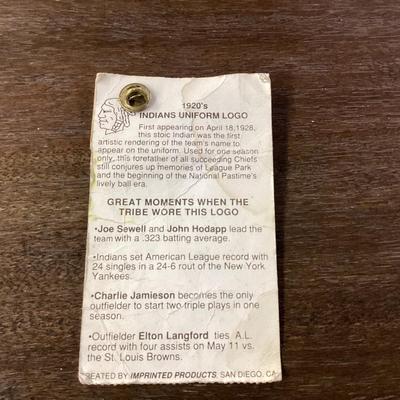 1920's
INDIANS UNIFORM LOGO
First appearing on April 18,1928,
this stoic Indian was the first
artistic rendering of the team's name to
appear on the uniform. Used for one season
only, this forefather of all succeeding Chiefs
still conjures up memories of League Park
and the beginning of the National Pastime's
lively ball era.
GREAT MOMENTS WHEN THE
TRIBE WORE THIS LOGO
•Joe Sewell and John Hodapp lead the
team with a .323 batting average.
•Indians set American League record with
24 singles in a 24-6 rout of the New York
Yankees.
•Charlie Jamieson becomes the only
outfielder to start two triple plays in one
season.
•Outfielder Elton Langford ties A.L.
record with four assists on May 11 vs.
the St. Louis Browns.
REATED BY IMPRINTED PRODUCTS, SAN DIEGO, CA